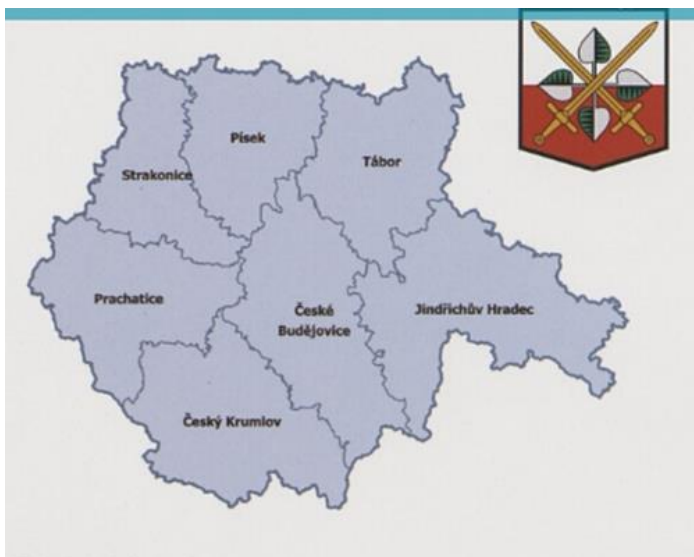 Písek
Tábor
Strakonice
Prachatice
České
Budějovice
Jindřichův Hradec
Český Krumlov